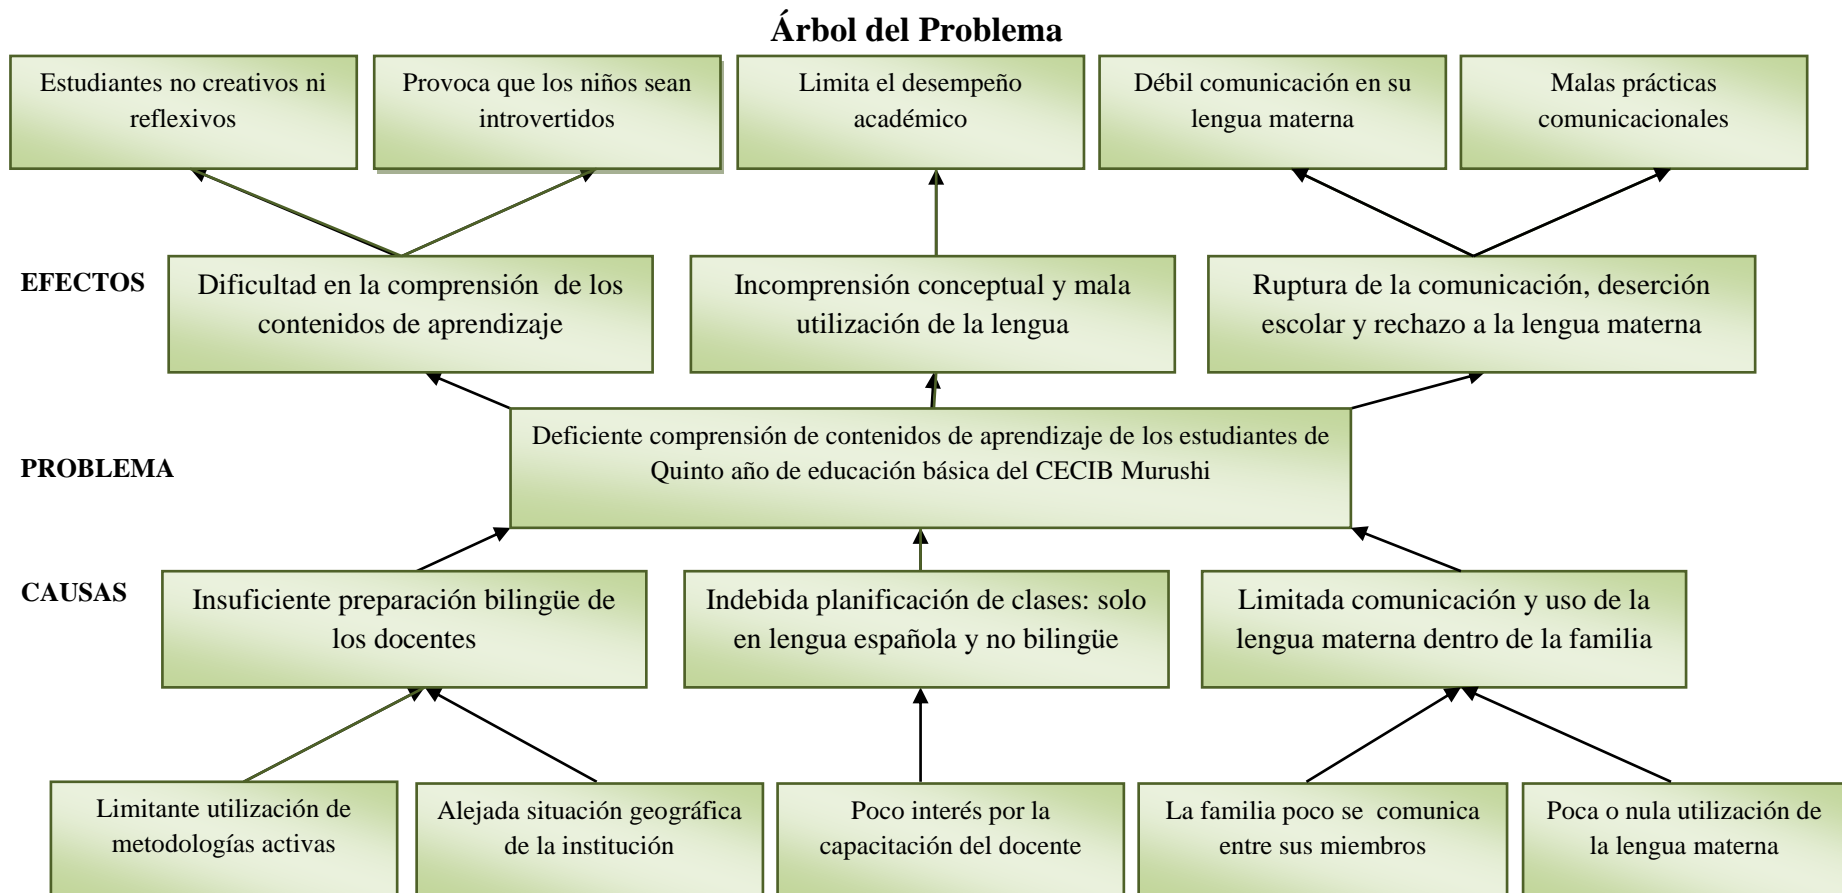 Árbol del Problema
Estudiantes no creativos ni
reflexivos
Provoca que los niños sean
introvertidos
Limita el desempeño
académico
Débil comunicación en su
lengua materna
Malas prácticas
comunicacionales
EFECTOS
Dificultad en la comprensión  de los
contenidos de aprendizaje
Incomprensión conceptual y mala
utilización de la lengua
Ruptura de la comunicación, deserción
escolar y rechazo a la lengua materna
PROBLEMA
Deficiente comprensión de contenidos de aprendizaje de los estudiantes de
Quinto año de educación básica del CECIB Murushi
CAUSAS
Insuficiente preparación bilingüe de
los docentes
Indebida planificación de clases: solo
en lengua española y no bilingüe
Limitada comunicación y uso de la
lengua materna dentro de la familia
Limitante utilización de
metodologías activas
Alejada situación geográfica
de la institución
Poco interés por la
capacitación del docente
La familia poco se  comunica
entre sus miembros
Poca o nula utilización de
la lengua materna